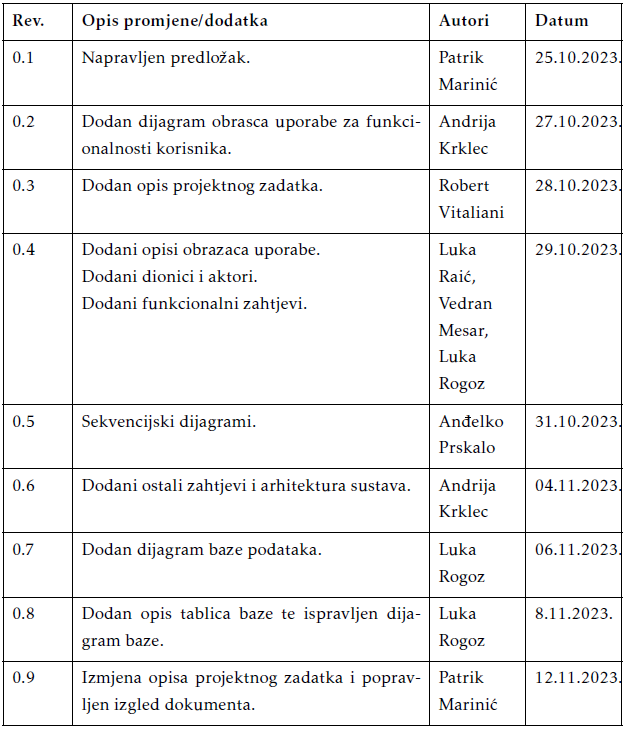 Rev. Opis promjene/dodatka Autori Datum
0.1 Napravljen predložak. Patrik 25.10.2023.
Marinić
0.2 Dodan dijagram obrasca uporabe za funkci- Andrija 27.10.2023.
onalnosti korisnika. Krklec
0.3 Dodan opis projektnog zadatka. Robert 28.10.2023.
Vitaliani
0.4 Dodani opisi obrazaca uporabe. Luka 29.10.2023.
Dodani dionici i aktori. Raić,
Dodani funkcionalni zahtjevi. Vedran
Mesar,
Luka
Rogoz
0.5 Sekvencijski dijagrami. Anđelko 31.10.2023.
Prskalo
0.6 Dodani ostali zahtjevi i arhitektura sustava. Andrija 04.11.2023.
Krklec
0.7 Dodan dijagram baze podataka. Luka 06.11.2023.
Rogoz
0.8 Dodan opis tablica baze te ispravljen dija- Luka 8.11.2023.
gram baze. Rogoz
0.9 Izmjena opisa projektnog zadatka i poprav- Patrik 12.11.2023.
ljen izgled dokumenta. Marinić